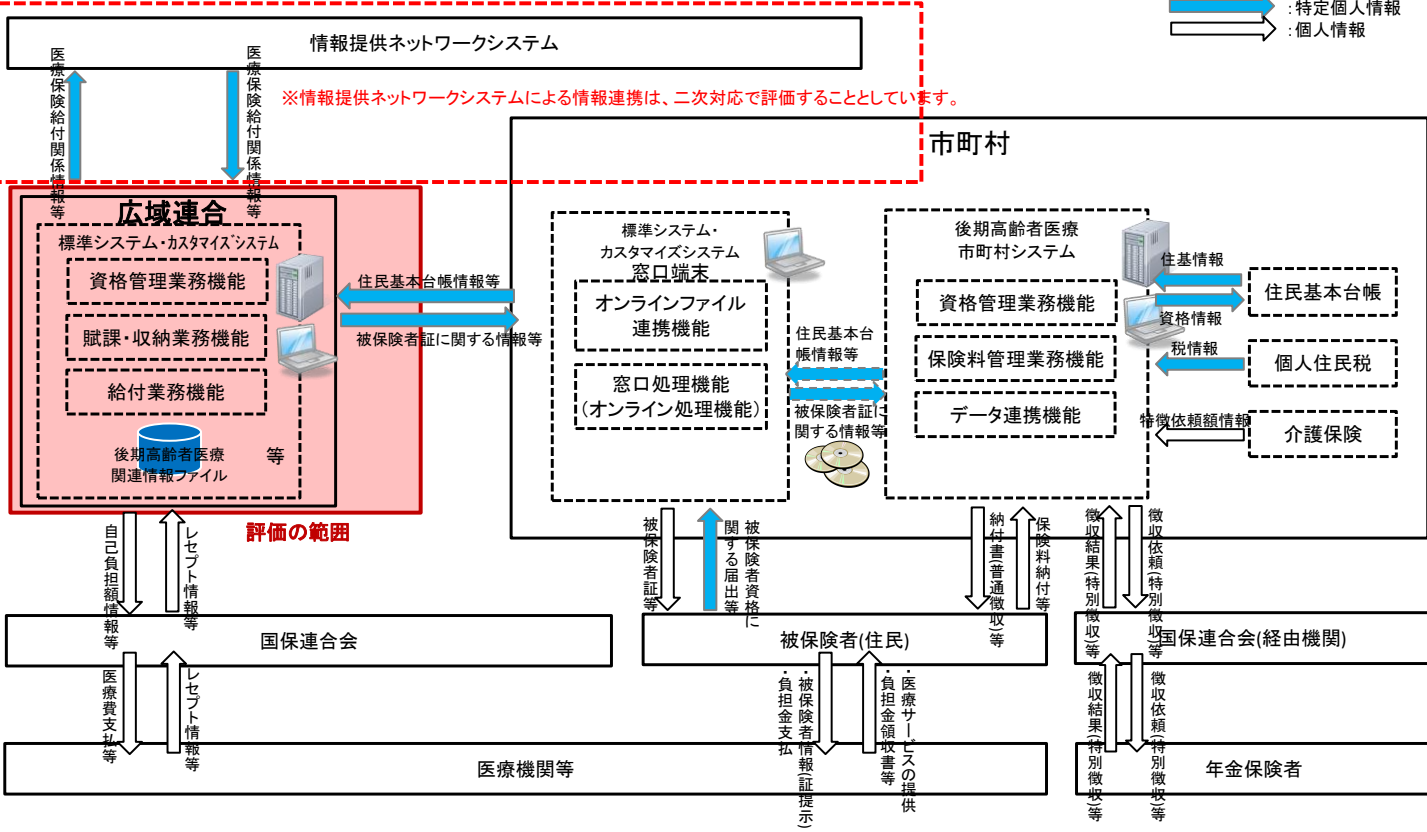 :特定個人情報
:個人情報
情報提供ネットワークシステム
医療保険給付関係情報等
医療保険給付関係情報等
※情報提供ネットワークシステムによる情報連携は、二次対応で評価することとしています。
市町村
広域連合
標準システム・カスタマイズシステム
資格管理業務機能
賦課・収納業務機能
給付業務機能
後期高齢者医療
関連情報ファイル
等
評価の範囲
住民基本台帳情報等
被保険者証に関する情報等
標準システム・
カスタマイズシステム
窓口端末
オンラインファイル
連携機能
窓口処理機能
(オンライン処理機能)
住民基本台
帳情報等
被保険者証に
関する情報等
後期高齢者医療
市町村システム
資格管理業務機能
保険料管理業務機能
データ連携機能
住基情報
資格情報
税情報
特徴依頼額情報
住民基本台帳
個人住民税
介護保険
自己負担額情報等
レセプト情報等
被保険者証等
被保険者資格に
関する届出等
納付書(普通徴収)等
保険料納付等
徴収結果(特別徴収)等
徴収依頼(特別徴収)等
国保連合会
被保険者(住民)
国保連合会(経由機関)
医療費支払等
レセプト情報等
・被保険者情報(証提示)
・負担金支払
・医療サービスの提供
・負担金領収書等
徴収結果(特別徴収)等
徴収依頼(特別徴収)等
医療機関等
年金保険者